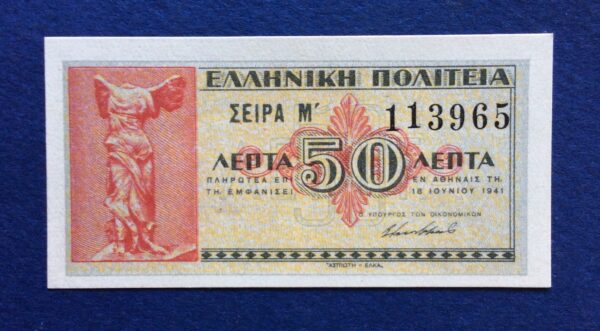 ΕΛΛΗΝΙΚΗ ΠΟΛΙΤΕΙΑ
ΣΕΙΡΑ Μ´ 113965
ΛΕΠΤΑ 50 ΛΕΠΤΑ
ΠΛΗΡΩΤΕΑ ΕΠΙ ΕΝ ΑΘΗΝΑΙΣ ΤΗ
ΤΗ ΕΜΦΑΝΙΣΕΙ 18 ΙΟΥΝΙΟΥ 1941
Ο ΥΠΟΥΡΓΟΣ ΤΩΝ ΟΙΚΟΝΟΜΙΚΩΝ
"ΑΣΠΙΩΤΗ - ΕΛΚΑ"